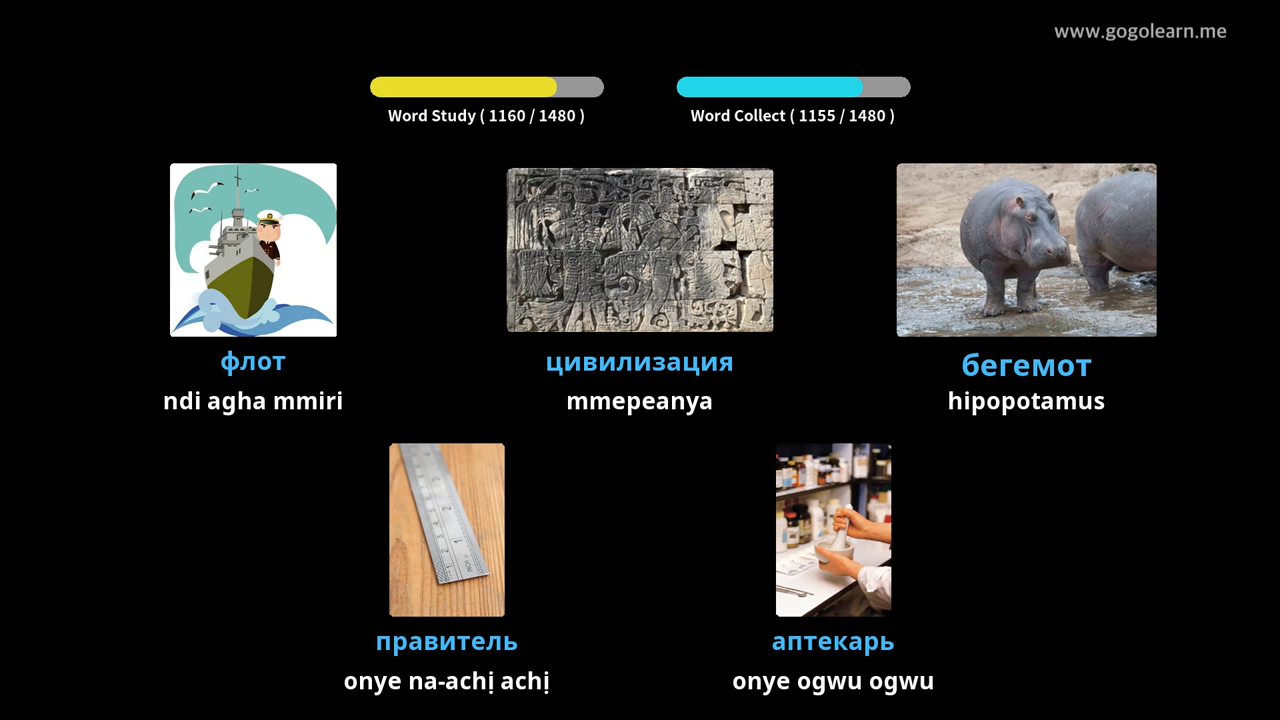 www.gogolearn.me
Word Study ( 1160 / 1480 )
Word Collect ( 1155 / 1480 )
флот
ndi agha mmiri
цивилизация
mmepeanya
бегемот
hipopotamus
правитель
onye na-achị achị
аптекарь
onye ogwu ogwu